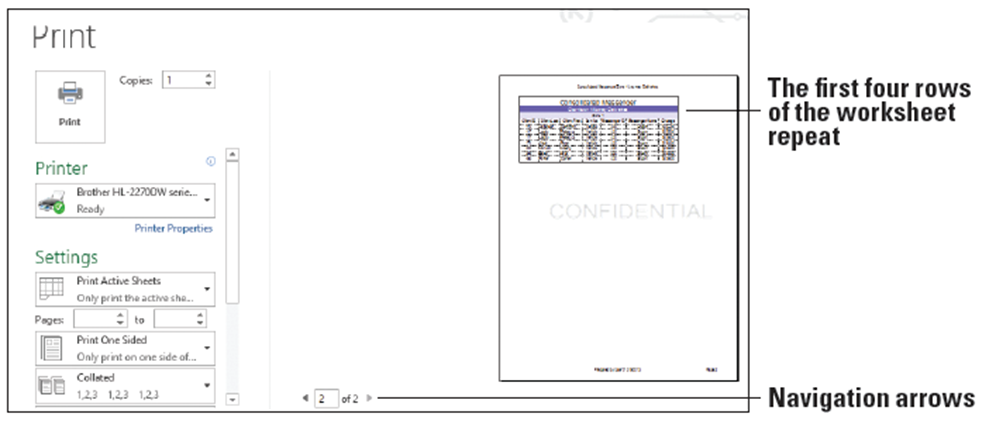 Print
Copies: 1
Print
Printer
Brother HL-2270DW serie...
Ready
Printer Properties
Settings
Print Active Sheets
Only print the active she...
Pages: to
Print One Sided
Only print on one side of...
Collated
1,2,3 1,2,3 1,2,3
2 of 2
Consolidated Messenger
CONFIDENTIAL
The first four rows
of the worksheet
repeat
Navigation arrows